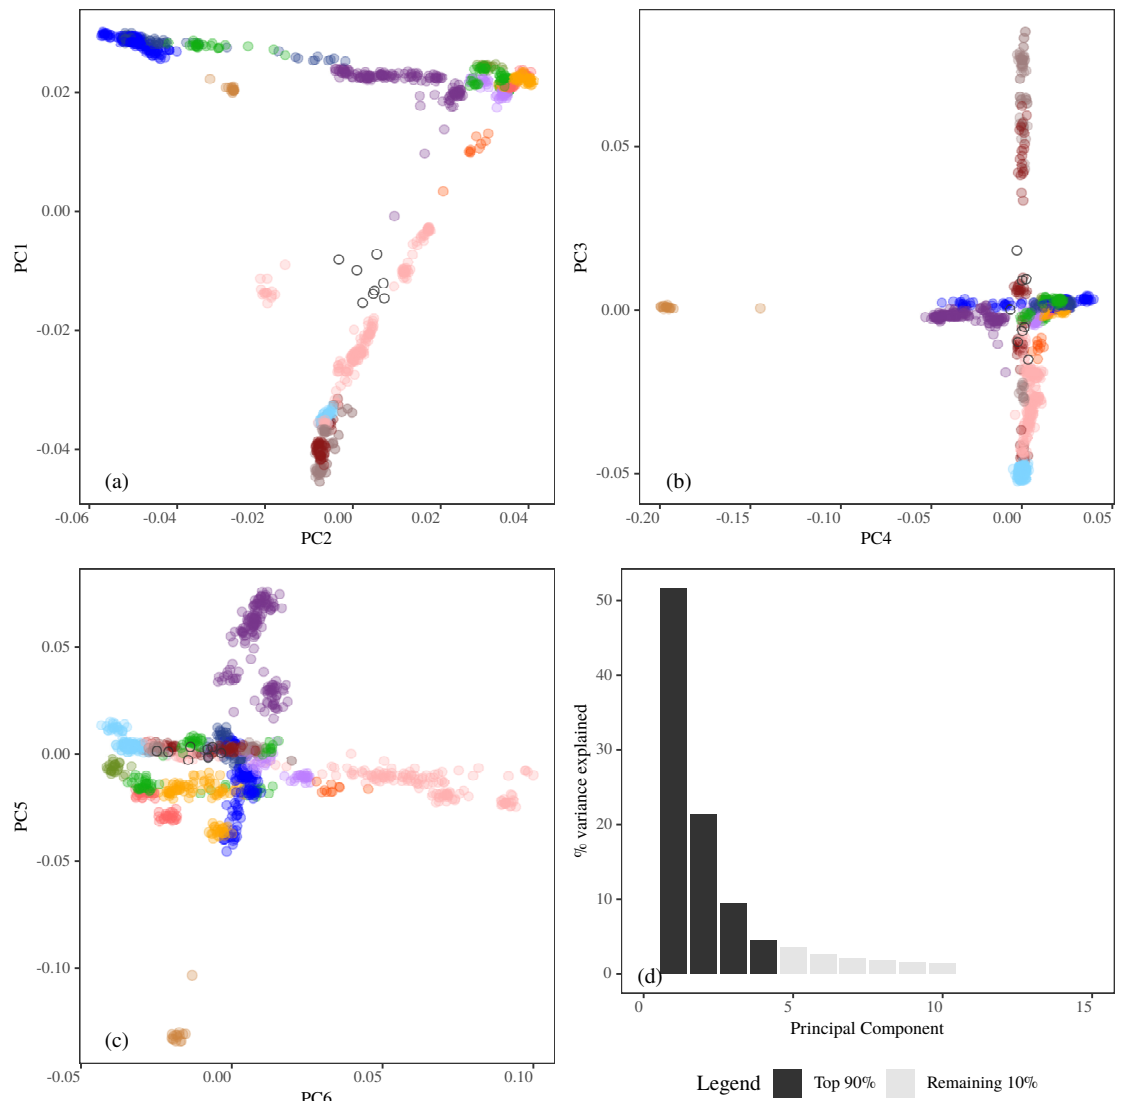 0.02
0.00
-0.02
-0.04
PC1
(a)
-0.06
-0.04
-0.02
0.00
0.02
0.04
PC2
0.05
0.00
-0.05
PC3
(b)
-0.20
-0.15
-0.10
-0.05
0.00
0.05
PC4
0.05
0.00
-0.05
-0.10
PC5
(c)
-0.05
0.00
0.05
0.10
PC6
50
40
30
20
10
0
% variance explained
(d)
0
5
10
15
Principal Component
Legend Top 90% Remaining 10%